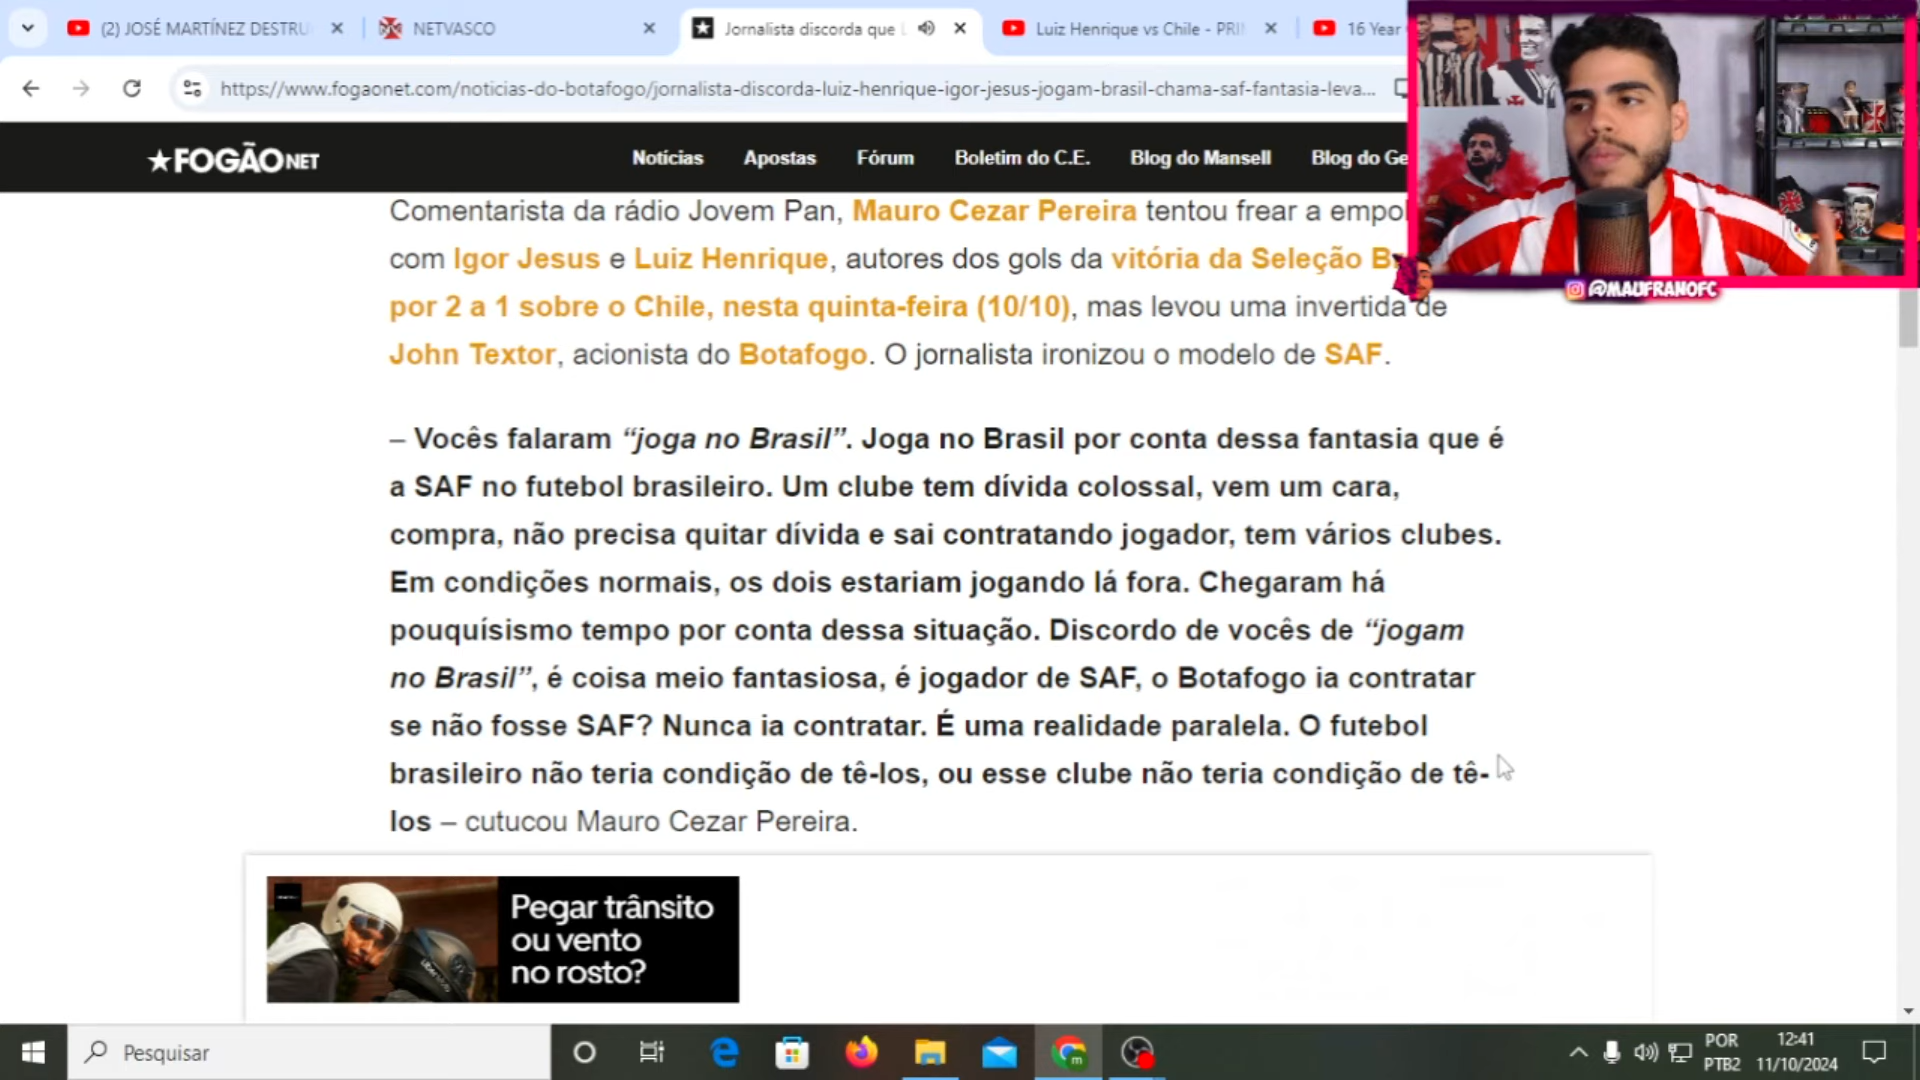 (2) JOSÉ MARTÍNEZ DESTRU
NETVASCO
Jornalista discorda que L
Luiz Henrique vs Chile - PRI
16 Year
https://www.fogaonet.com/noticias-do-botafogo/jornalista-discorda-luiz-henrique-igor-jesus-jogam-brasil-chama-saf-fantasia-leva...
FOGÃONET
Notícias
Apostas
Fórum
Boletim do C.E.
Blog do Mansell
Blog do Ge
@MAUFRANOFC
Comentarista da rádio Jovem Pan, Mauro Cezar Pereira tentou frear a empol
com Igor Jesus e Luiz Henrique, autores dos gols da vitória da Seleção B
por 2 a 1 sobre o Chile, nesta quinta-feira (10/10), mas levou uma invertida de
John Textor, acionista do Botafogo. O jornalista ironizou o modelo de SAF.
– Vocês falaram “joga no Brasil”. Joga no Brasil por conta dessa fantasia que é
a SAF no futebol brasileiro. Um clube tem dívida colossal, vem um cara,
compra, não precisa quitar dívida e sai contratando jogador, tem vários clubes.
Em condições normais, os dois estariam jogando lá fora. Chegaram há
pouquísismo tempo por conta dessa situação. Discordo de vocês de “jogam
no Brasil”, é coisa meio fantasiosa, é jogador de SAF, o Botafogo ia contratar
se não fosse SAF? Nunca ia contratar. É uma realidade paralela. O futebol
brasileiro não teria condição de tê-los, ou esse clube não teria condição de tê-
los – cutucou Mauro Cezar Pereira.
Pegar trânsito
ou vento
no rosto?
Pesquisar
POR
PTB2
12:41
11/10/2024